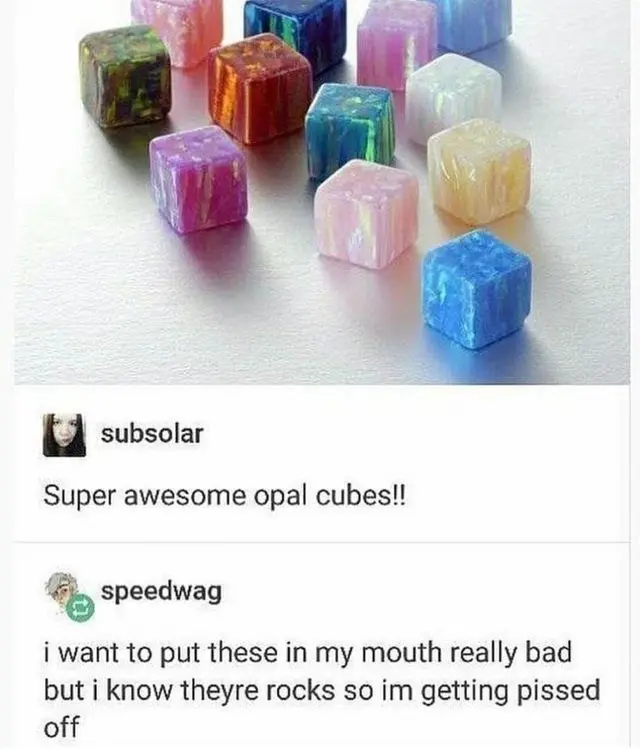 subsolar
Super awesome opal cubes!!
speedwag
i want to put these in my mouth really bad
but i know theyre rocks so im getting pissed
off